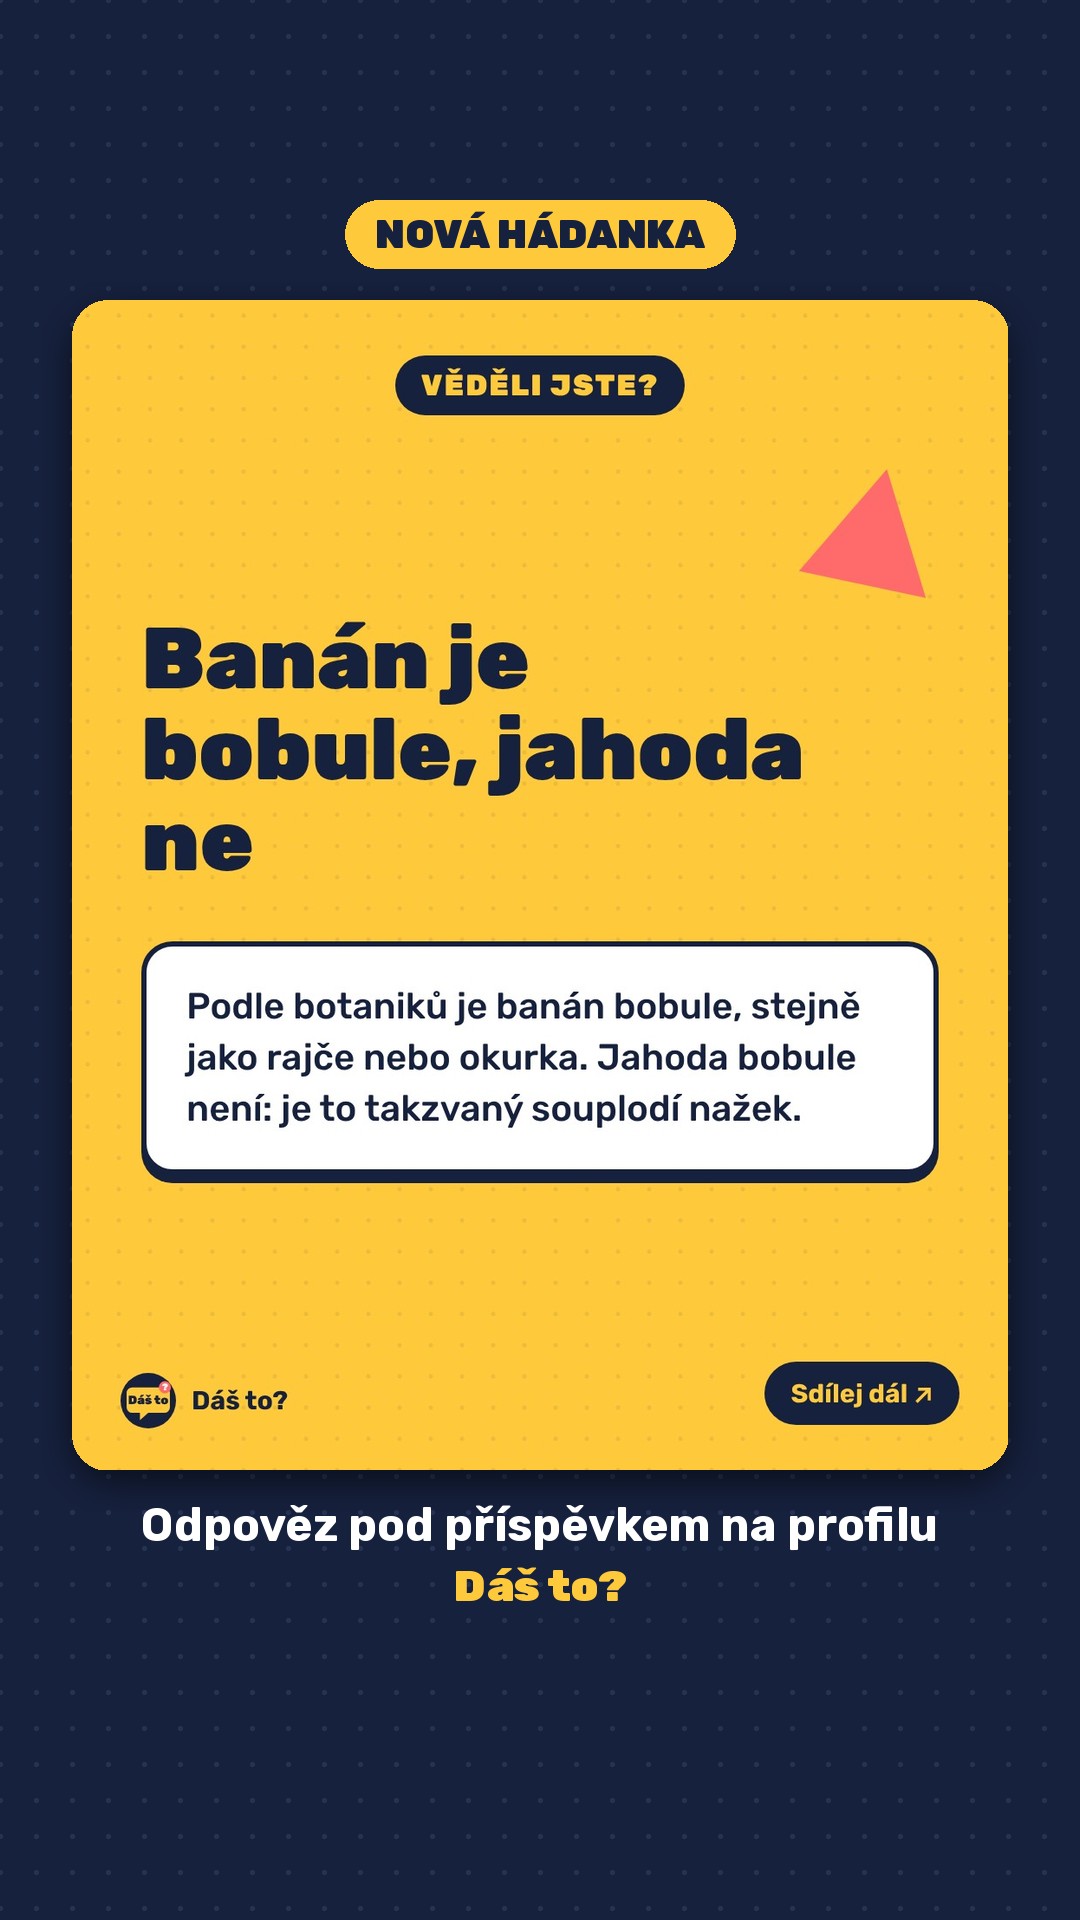 NOVÁ HÁDANKA
VĚDĚLI JSTE?
Banán je
bobule, jahoda
ne
Podle botaniků je banán bobule, stejně
jako rajče nebo okurka. Jahoda bobule
není: je to takzvaný souplodí nažek.
Dáš to
?
Dáš to?
Sdílej dál ↗
Odpověz pod příspěvkem na profilu
Dáš to?